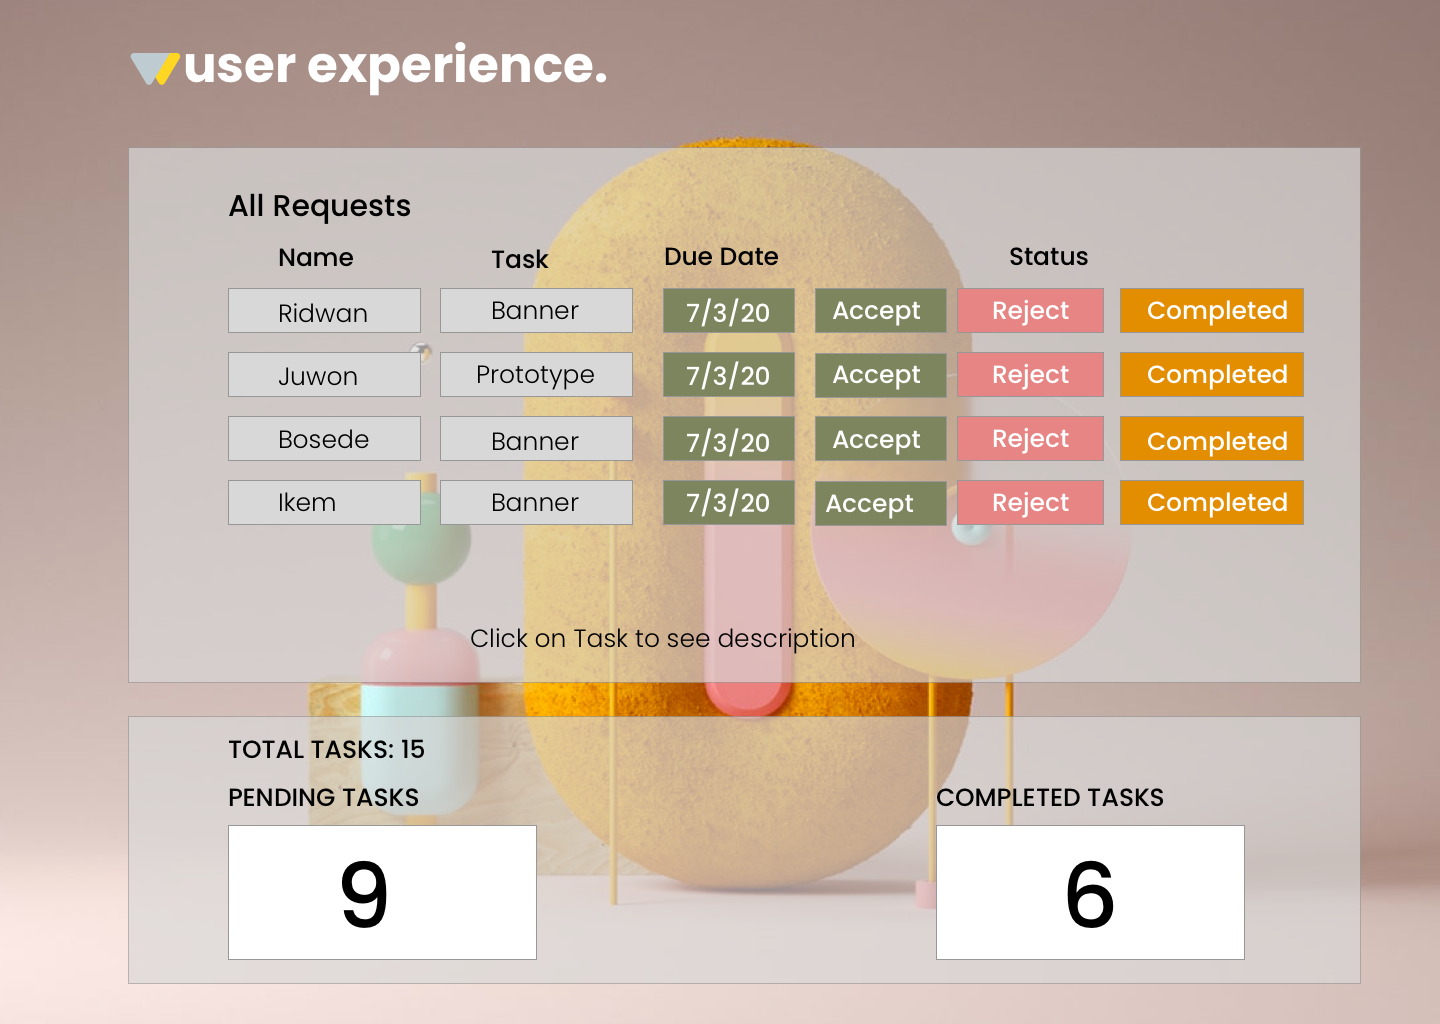 user experience.
All Requests
Name Task Due Date Status
Ridwan Banner 7/3/20 Accept Reject Completed
Juwon Prototype 7/3/20 Accept Reject Completed
Bosede Banner 7/3/20 Accept Reject Completed
Ikem Banner 7/3/20 Accept Reject Completed
Click on Task to see description
TOTAL TASKS: 15
PENDING TASKS COMPLETED TASKS
9 6